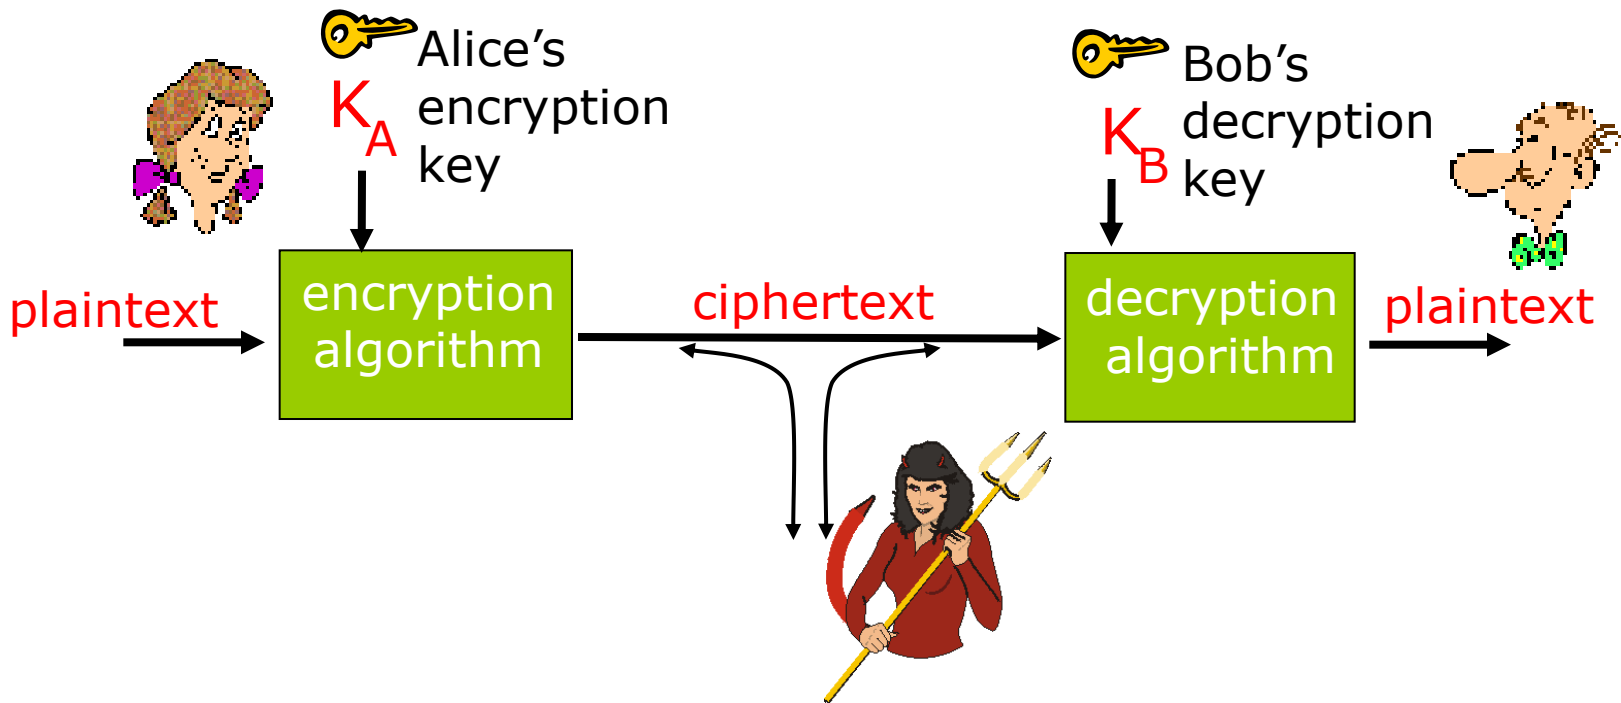 Alice’s
encryption
key
K
A
Bob’s
decryption
key
K
B
plaintext
encryption
algorithm
ciphertext
decryption
algorithm
plaintext